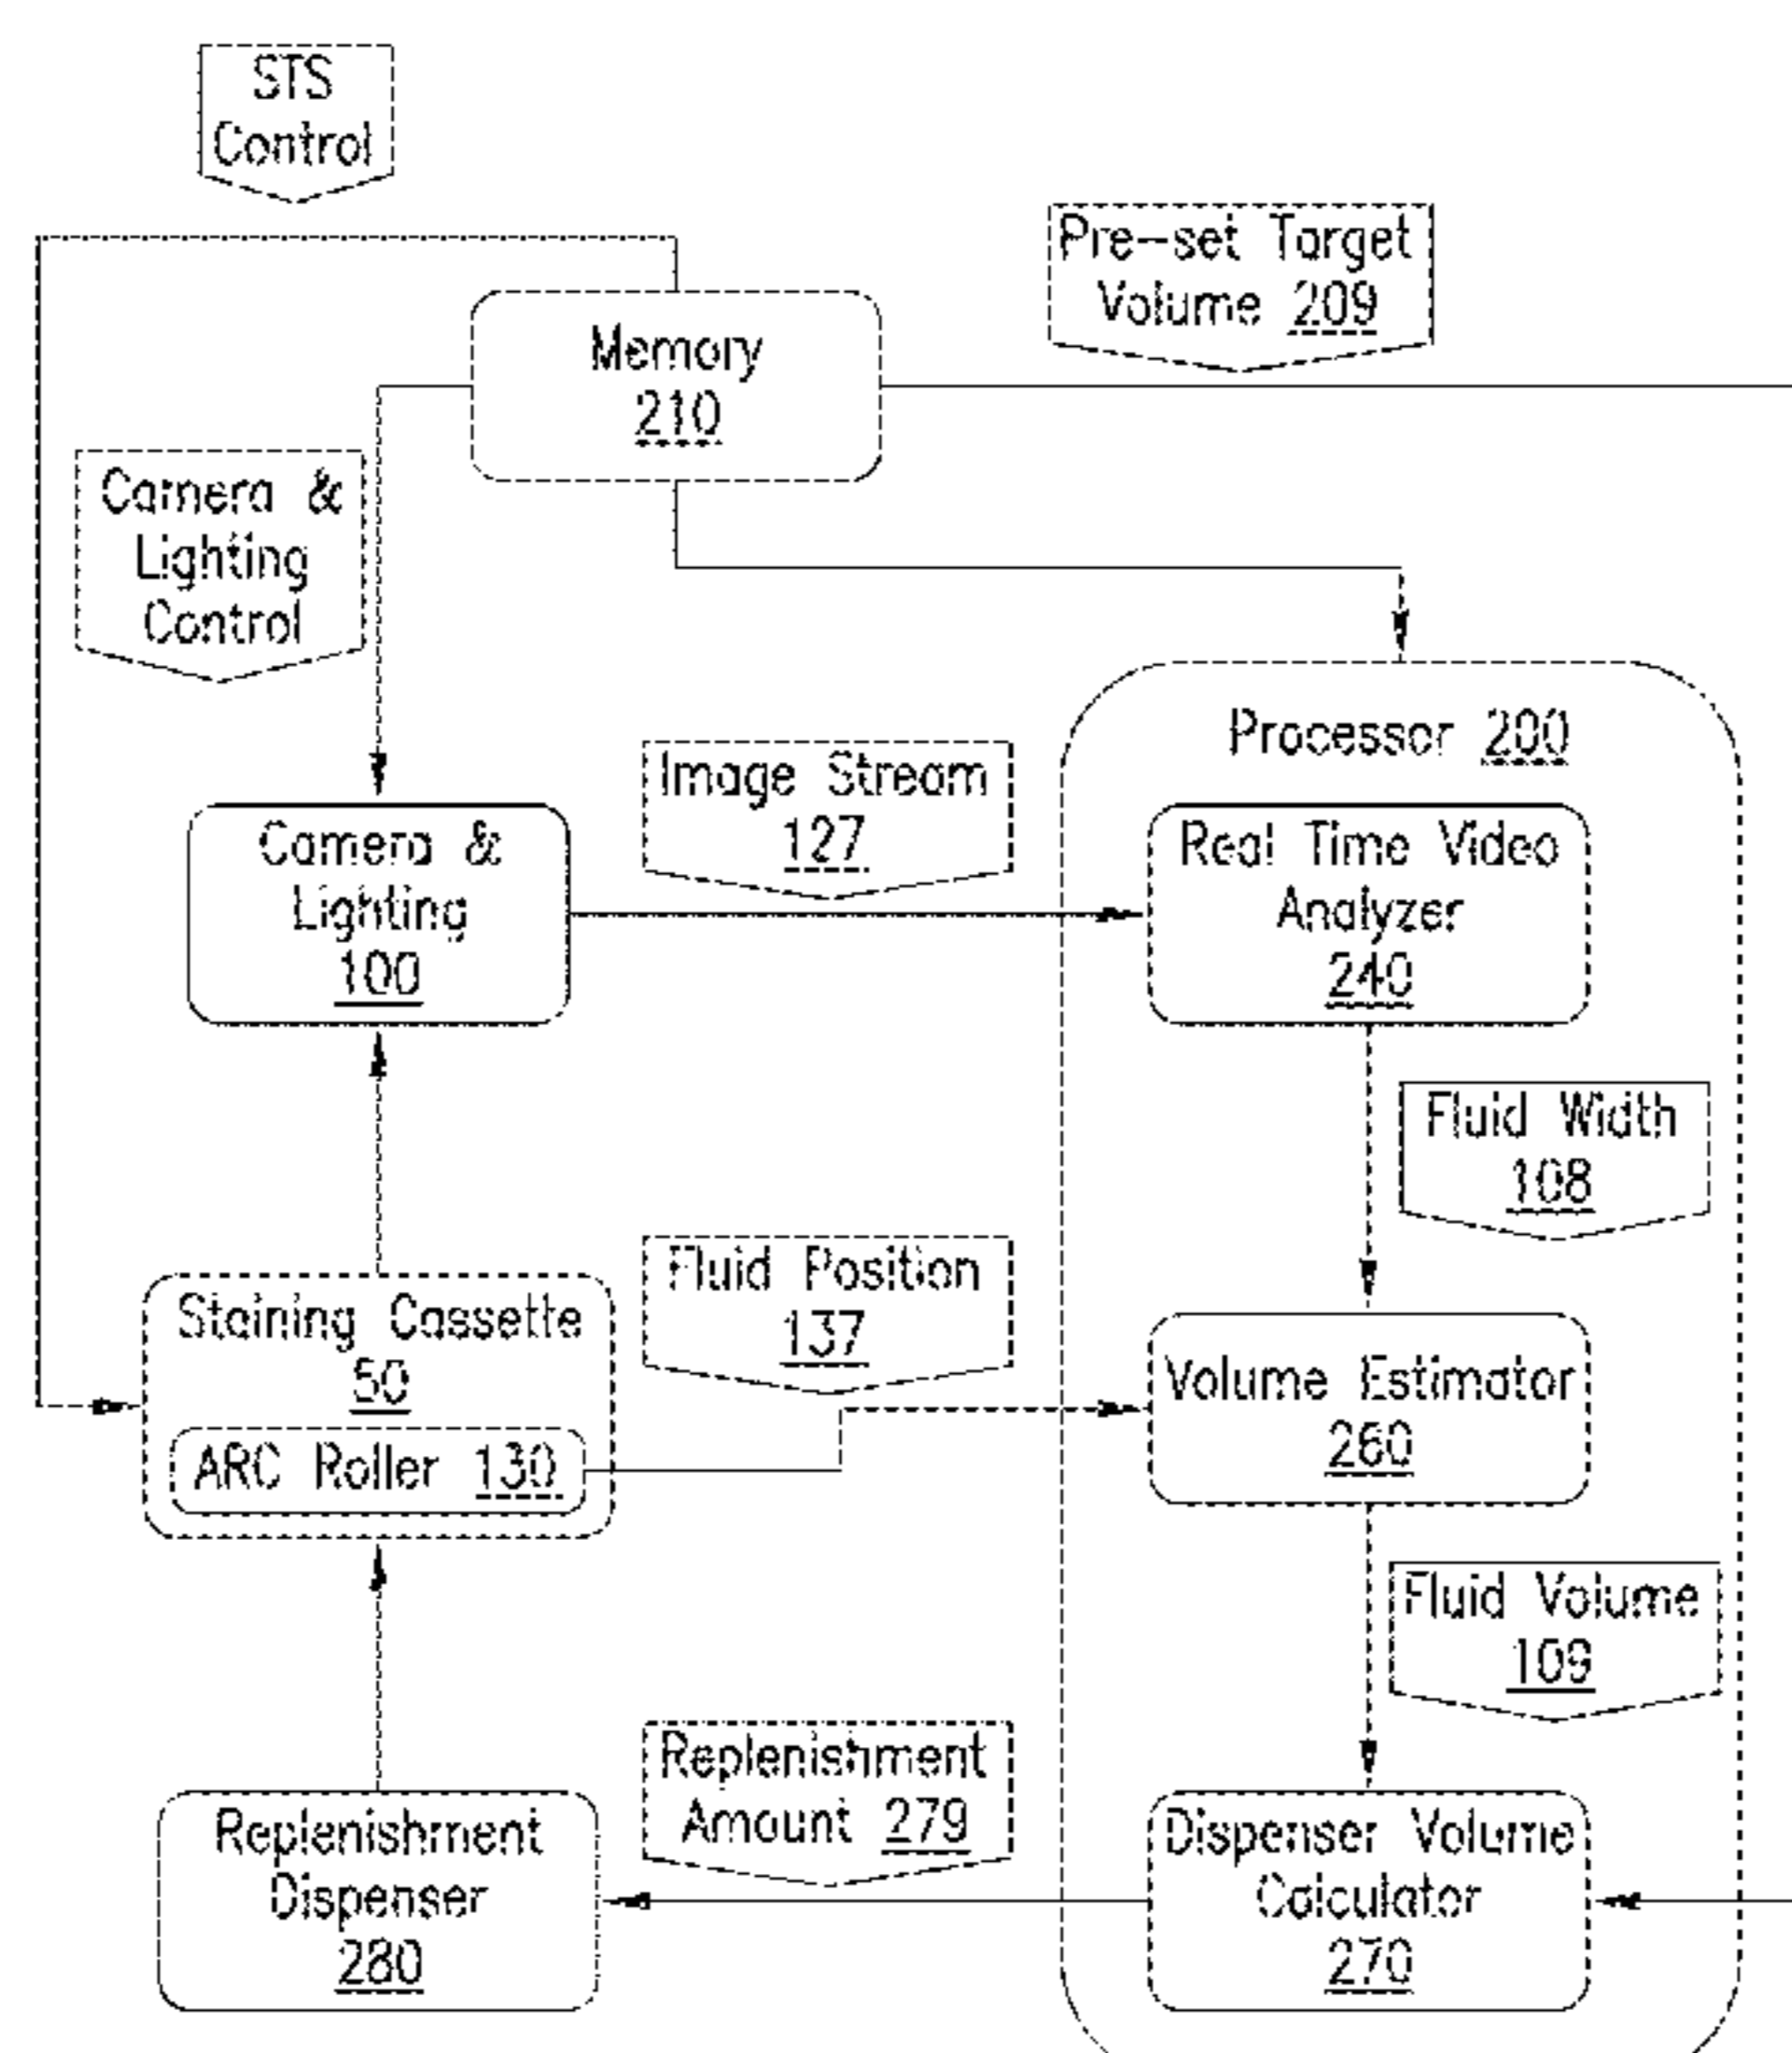 STS
Control
Pre-set Target
Volume 209
Memory
210
Camera &
Lighting
Control
Processor 200
Image Stream
127
Camera &
Lighting
100
Real Time Video
Analyzer
240
Fluid Width
108
Fluid Position
137
Staining Cassette
50
ARC Roller 130
Volume Estimator
260
Fluid Volume
109
Replenishment
Amount 279
Replenishment
Dispenser
280
Dispenser Volume
Calculator
270